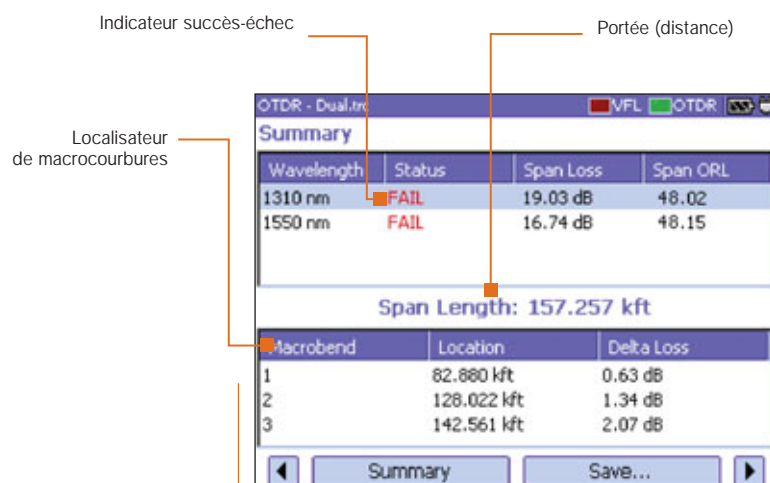 Indicateur succès-échec
Portée (distance)
Localisateur
de macrocourbures
OTDR - Dual.trc VFL OTDR
Summary
Wavelength Status Span Loss Span ORL
1310 nm FAIL 19.03 dB 48.02
1550 nm FAIL 16.74 dB 48.15
Span Length: 157.257 kft
Macrobend Location Delta Loss
1 82.880 kft 0.63 dB
2 128.022 kft 1.34 dB
3 142.561 kft 2.07 dB
Summary Save...